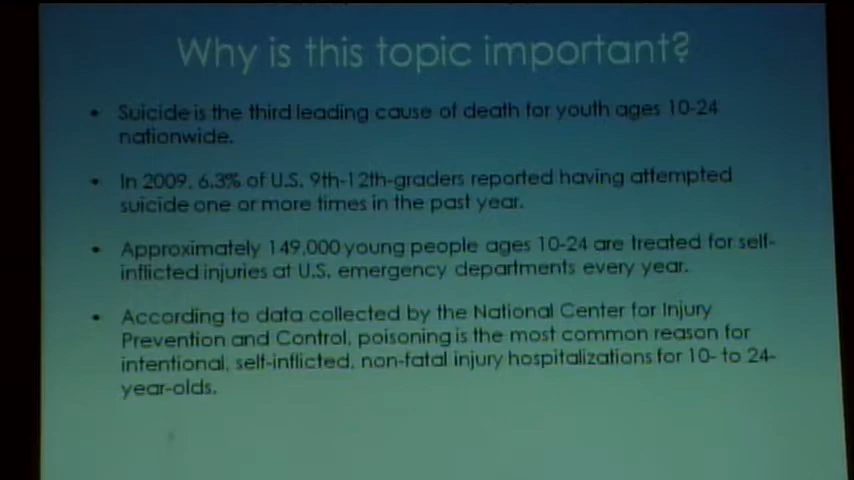 Why is this topic important?
• Suicide is the third leading cause of death for youth ages 10-24
nationwide.
• In 2009, 6.3% of U.S. 9th-12th-graders reported having attempted
suicide one or more times in the past year.
• Approximately 149,000 young people ages 10-24 are treated for self-
inflicted injuries at U.S. emergency departments every year.
• According to data collected by the National Center for Injury
Prevention and Control, poisoning is the most common reason for
intentional, self-inflicted, non-fatal injury hospitalizations for 10- to 24-
year-olds.